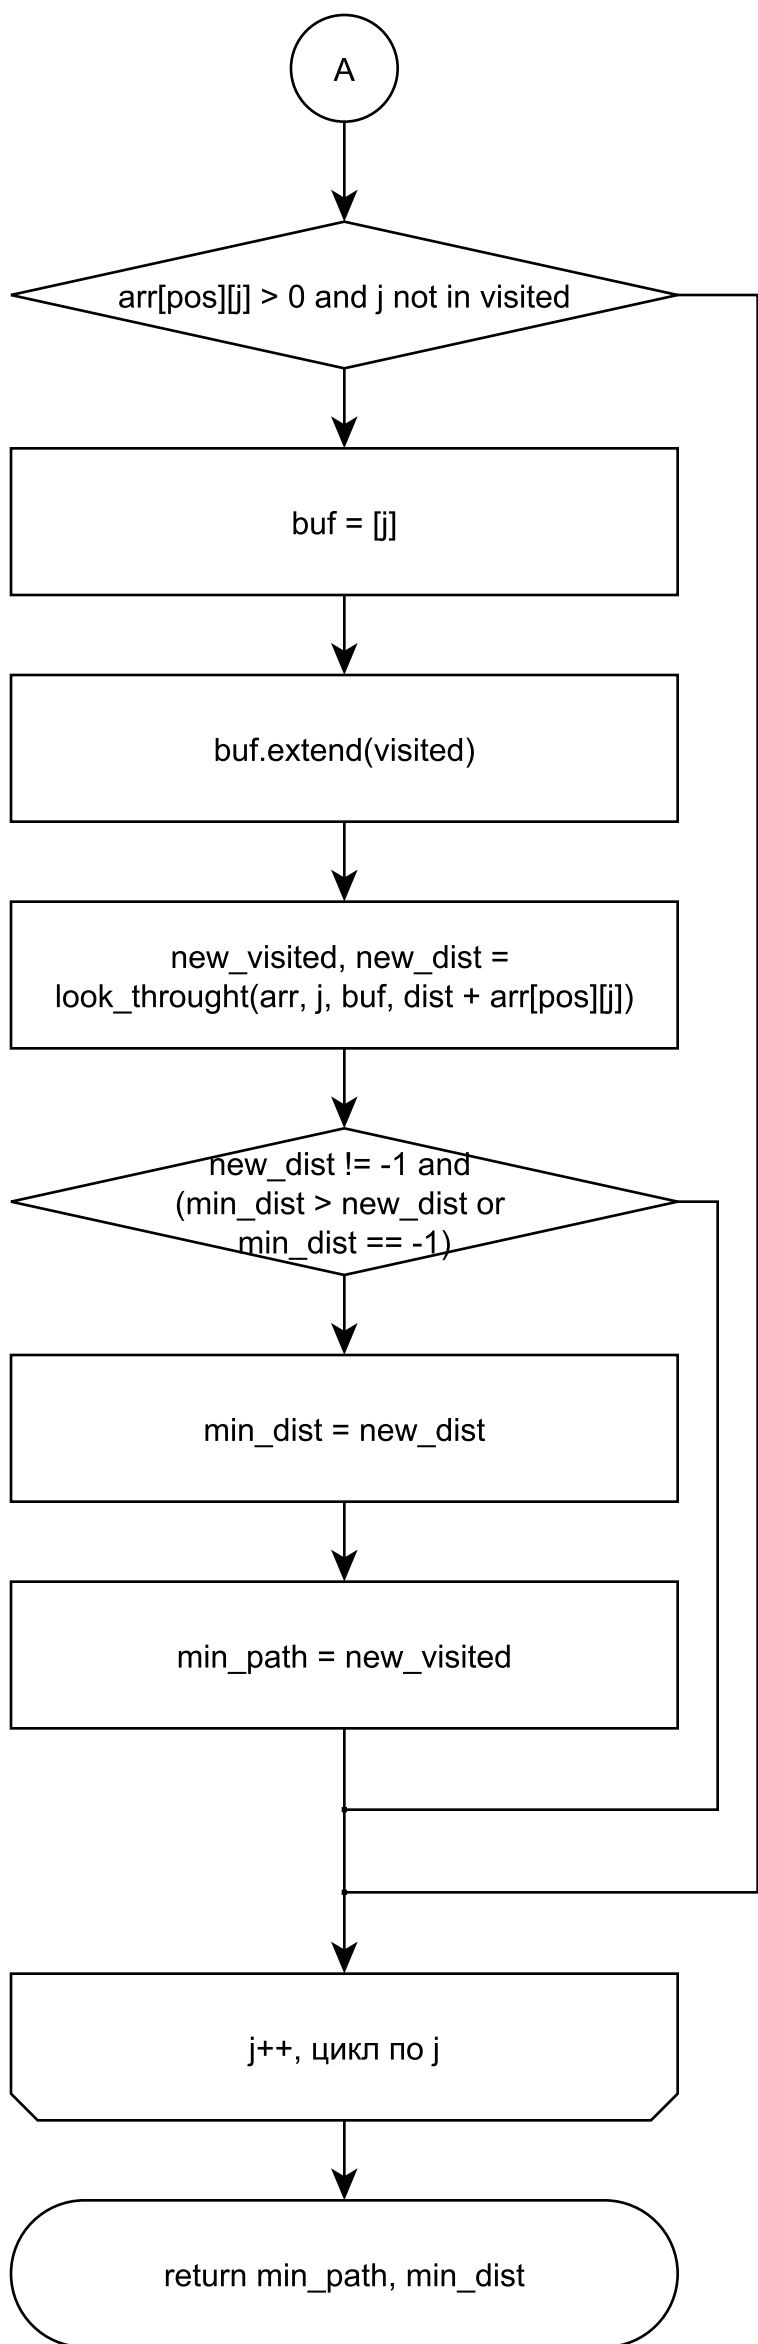 A
arr[pos][j] > 0 and j not in visited
buf = [j]
buf.extend(visited)
new_visited, new_dist =
look_throught(arr, j, buf, dist + arr[pos][j])
new_dist != -1 and
(min_dist > new_dist or
min_dist == -1)
min_dist = new_dist
min_path = new_visited
j++, цикл по j
return min_path, min_dist